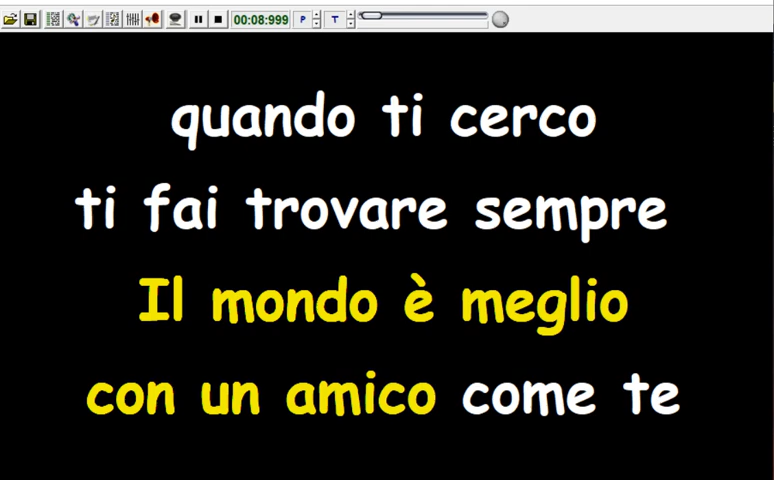 00:08:999 P T
quando ti cerco
ti fai trovare sempre
Il mondo è meglio
con un amico come te